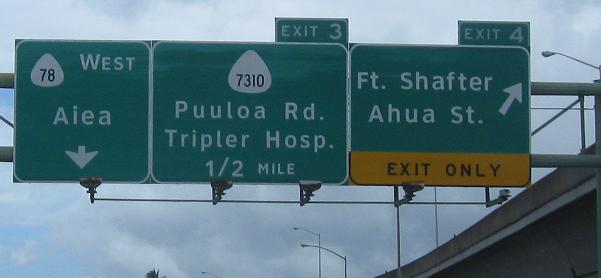 78 WEST
Aiea
EXIT 3
7310
Puuloa Rd.
Tripler Hosp.
1/2 MILE
EXIT 4
Ft. Shafter
Ahua St.
EXIT ONLY